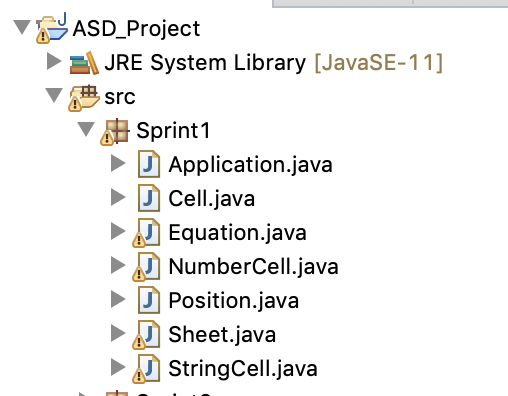 ASD_Project
JRE System Library [JavaSE-11]
src
Sprint1
Application.java
Cell.java
Equation.java
NumberCell.java
Position.java
Sheet.java
StringCell.java